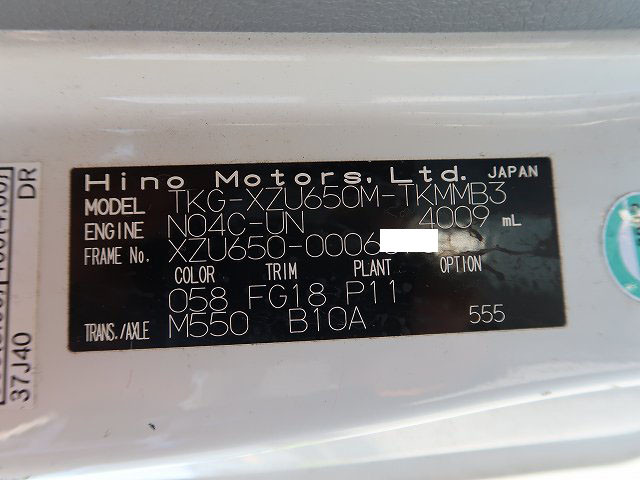 Hino Motors, Ltd. JAPAN
MODEL TKG-XZU650M-TKMMB3
ENGINE N04C-UN 4009 mL
FRAME No. XZU650-0006
COLOR TRIM PLANT OPTION
058 FG18 P11
TRANS./AXLE M550 B10A 555
DR
37J40